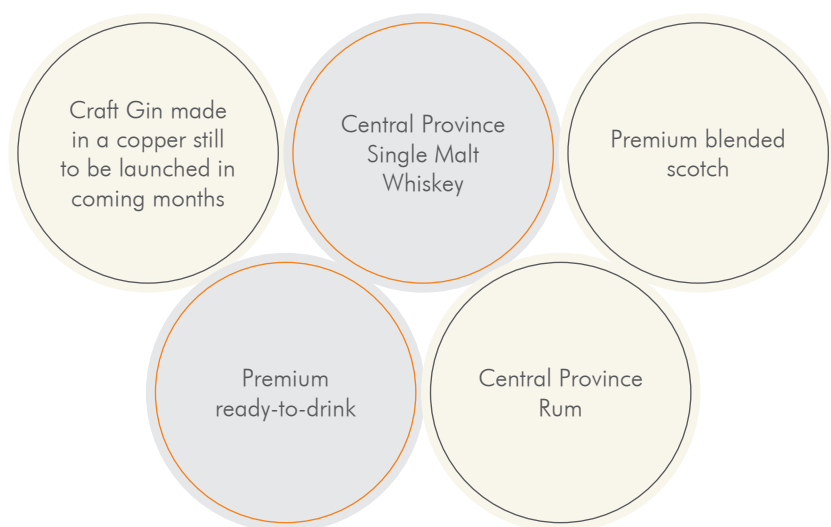 Craft Gin made
in a copper still
to be launched in
coming months
Central Province
Single Malt
Whiskey
Premium blended
scotch
Premium
ready-to-drink
Central Province
Rum